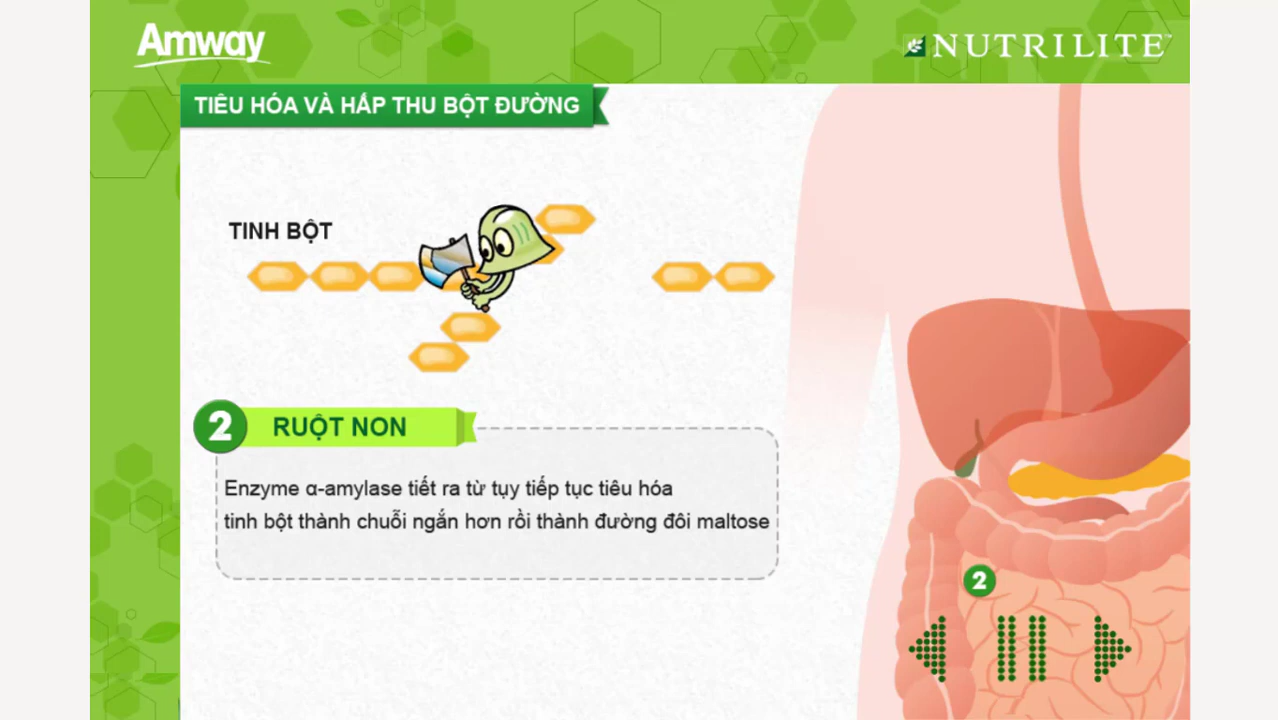 Amway
NUTRILITE™
TIÊU HÓA VÀ HẤP THU BỘT ĐƯỜNG
TINH BỘT
2 RUỘT NON
Enzyme α-amylase tiết ra từ tụy tiếp tục tiêu hóa
tinh bột thành chuỗi ngắn hơn rồi thành đường đôi maltose
2